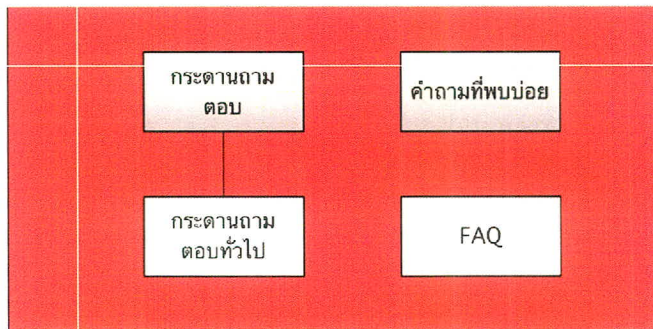 กระดานถาม
ตอบ
คำถามที่พบบ่อย
กระดานถาม
ตอบทั่วไป
FAQ